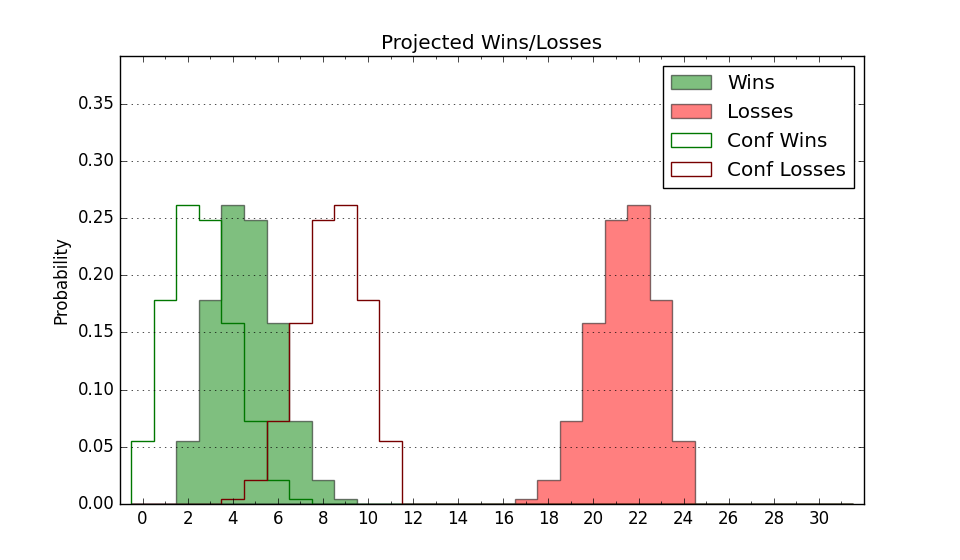 Projected Wins/Losses
Wins
Losses
Conf Wins
Conf Losses
Probability
0.35
0.30
0.25
0.20
0.15
0.10
0.05
0.00
0 2 4 6 8 10 12 14 16 18 20 22 24 26 28 30